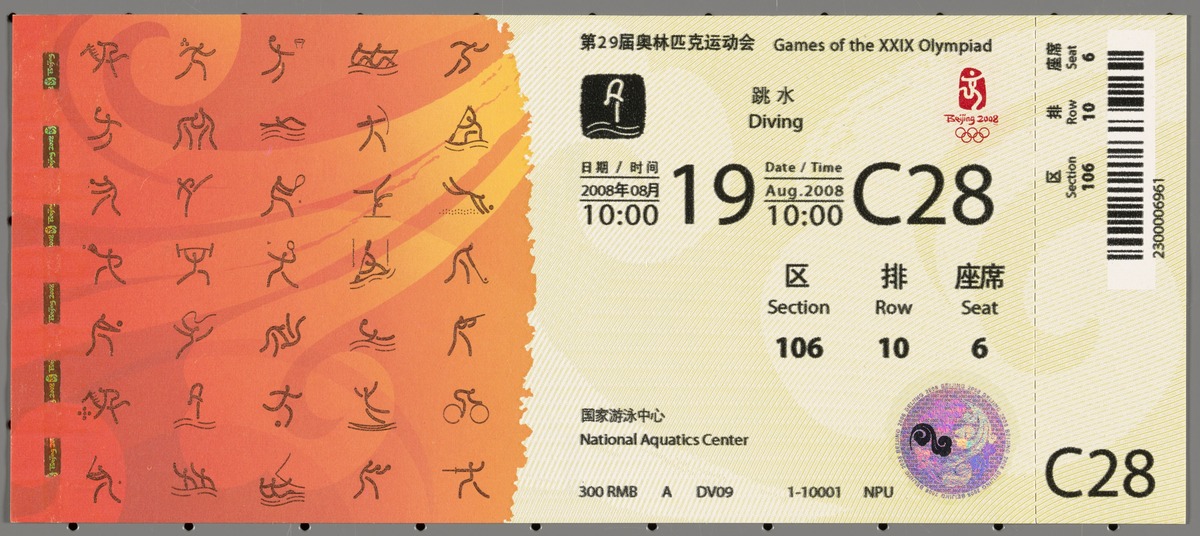 第29届奥林匹克运动会 Games of the XXIX Olympiad
跳水
Diving
Beijing 2008
日期 / 时间
2008年08月
10:00
19
Date / Time
Aug.2008
10:00
C28
区 排 座席
Section Row Seat
106 10 6
国家游泳中心
National Aquatics Center
300 RMB A DV09 1-10001 NPU
座席 Seat 6
排 Row 10
区 Section 106
2300006961
C28